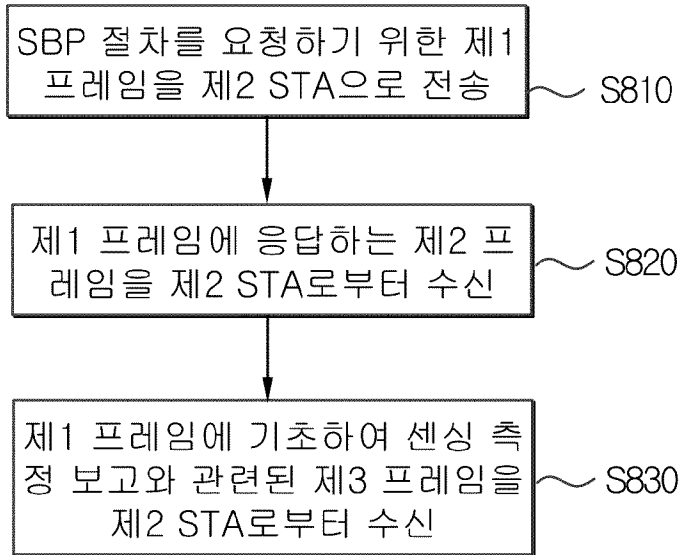 SBP 절차를 요청하기 위한 제1
프레임을 제2 STA으로 전송
S810
제1 프레임에 응답하는 제2 프
레임을 제2 STA로부터 수신
S820
제1 프레임에 기초하여 센싱 측
정 보고와 관련된 제3 프레임을
제2 STA로부터 수신
S830